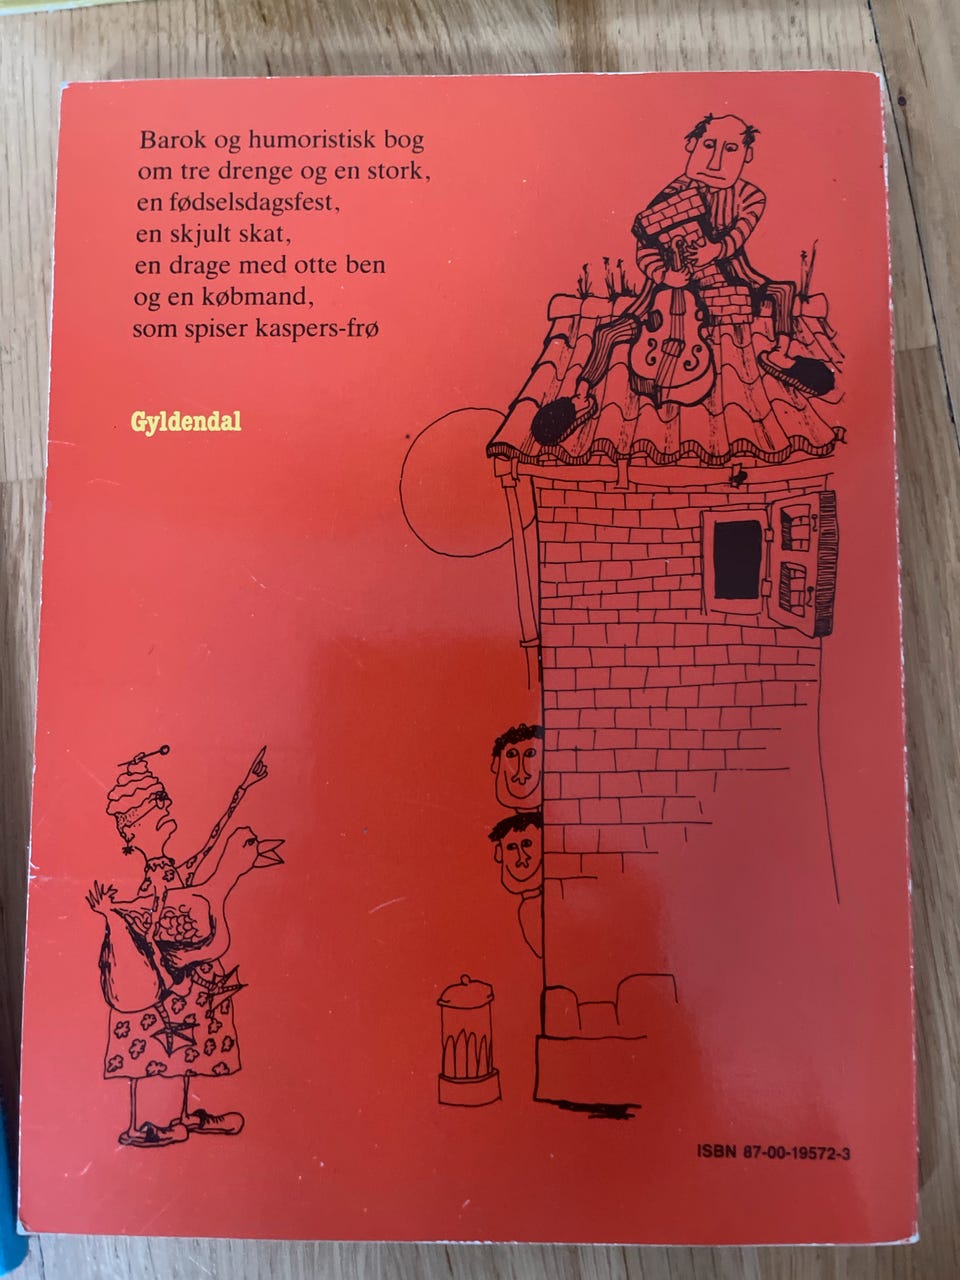 Barok og humoristisk bog
om tre drenge og en stork,
en fødselsdagsfest,
en skjult skat,
en drage med otte ben
og en købmand,
som spiser kaspers-frø
Gyldendal
ISBN 87-00-19572-3